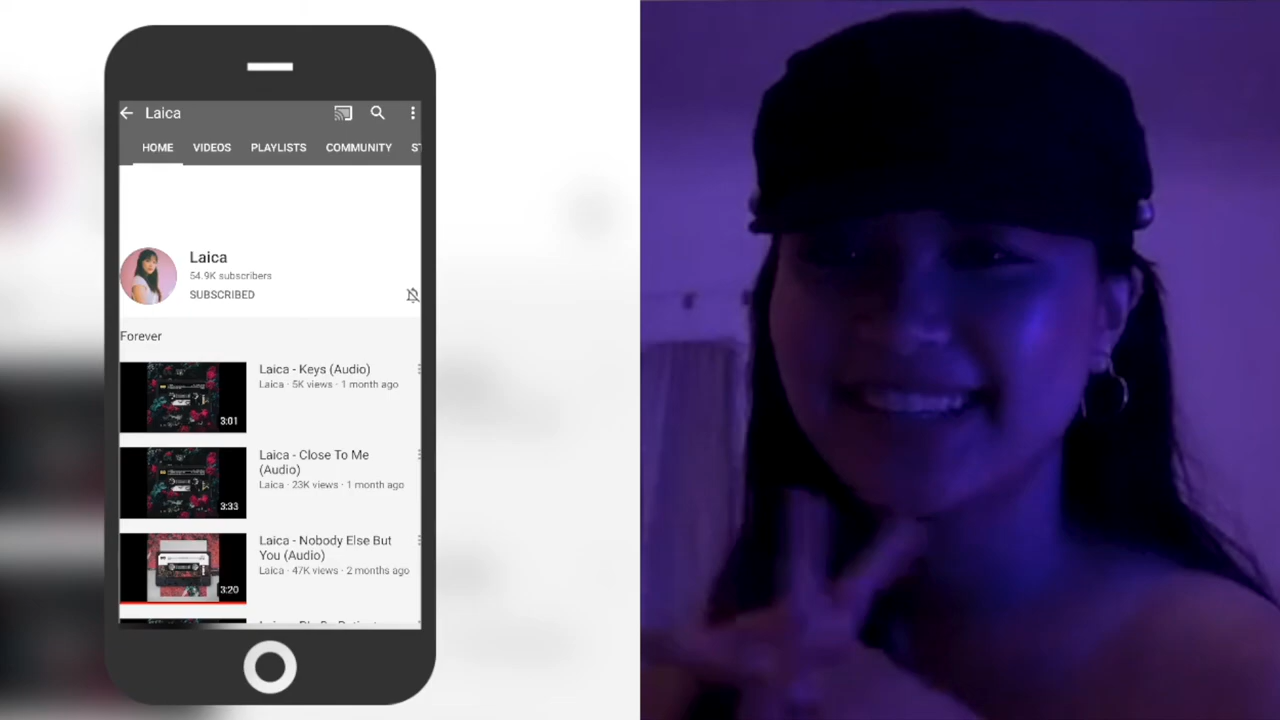 Laica
HOME VIDEOS PLAYLISTS COMMUNITY
Laica
54.9K subscribers
SUBSCRIBED
Forever
Laica - Keys (Audio)
Laica · 5K views · 1 month ago
3:01
Laica - Close To Me
(Audio)
Laica · 23K views · 1 month ago
3:33
Laica - Nobody Else But
You (Audio)
Laica · 47K views · 2 months ago
3:20